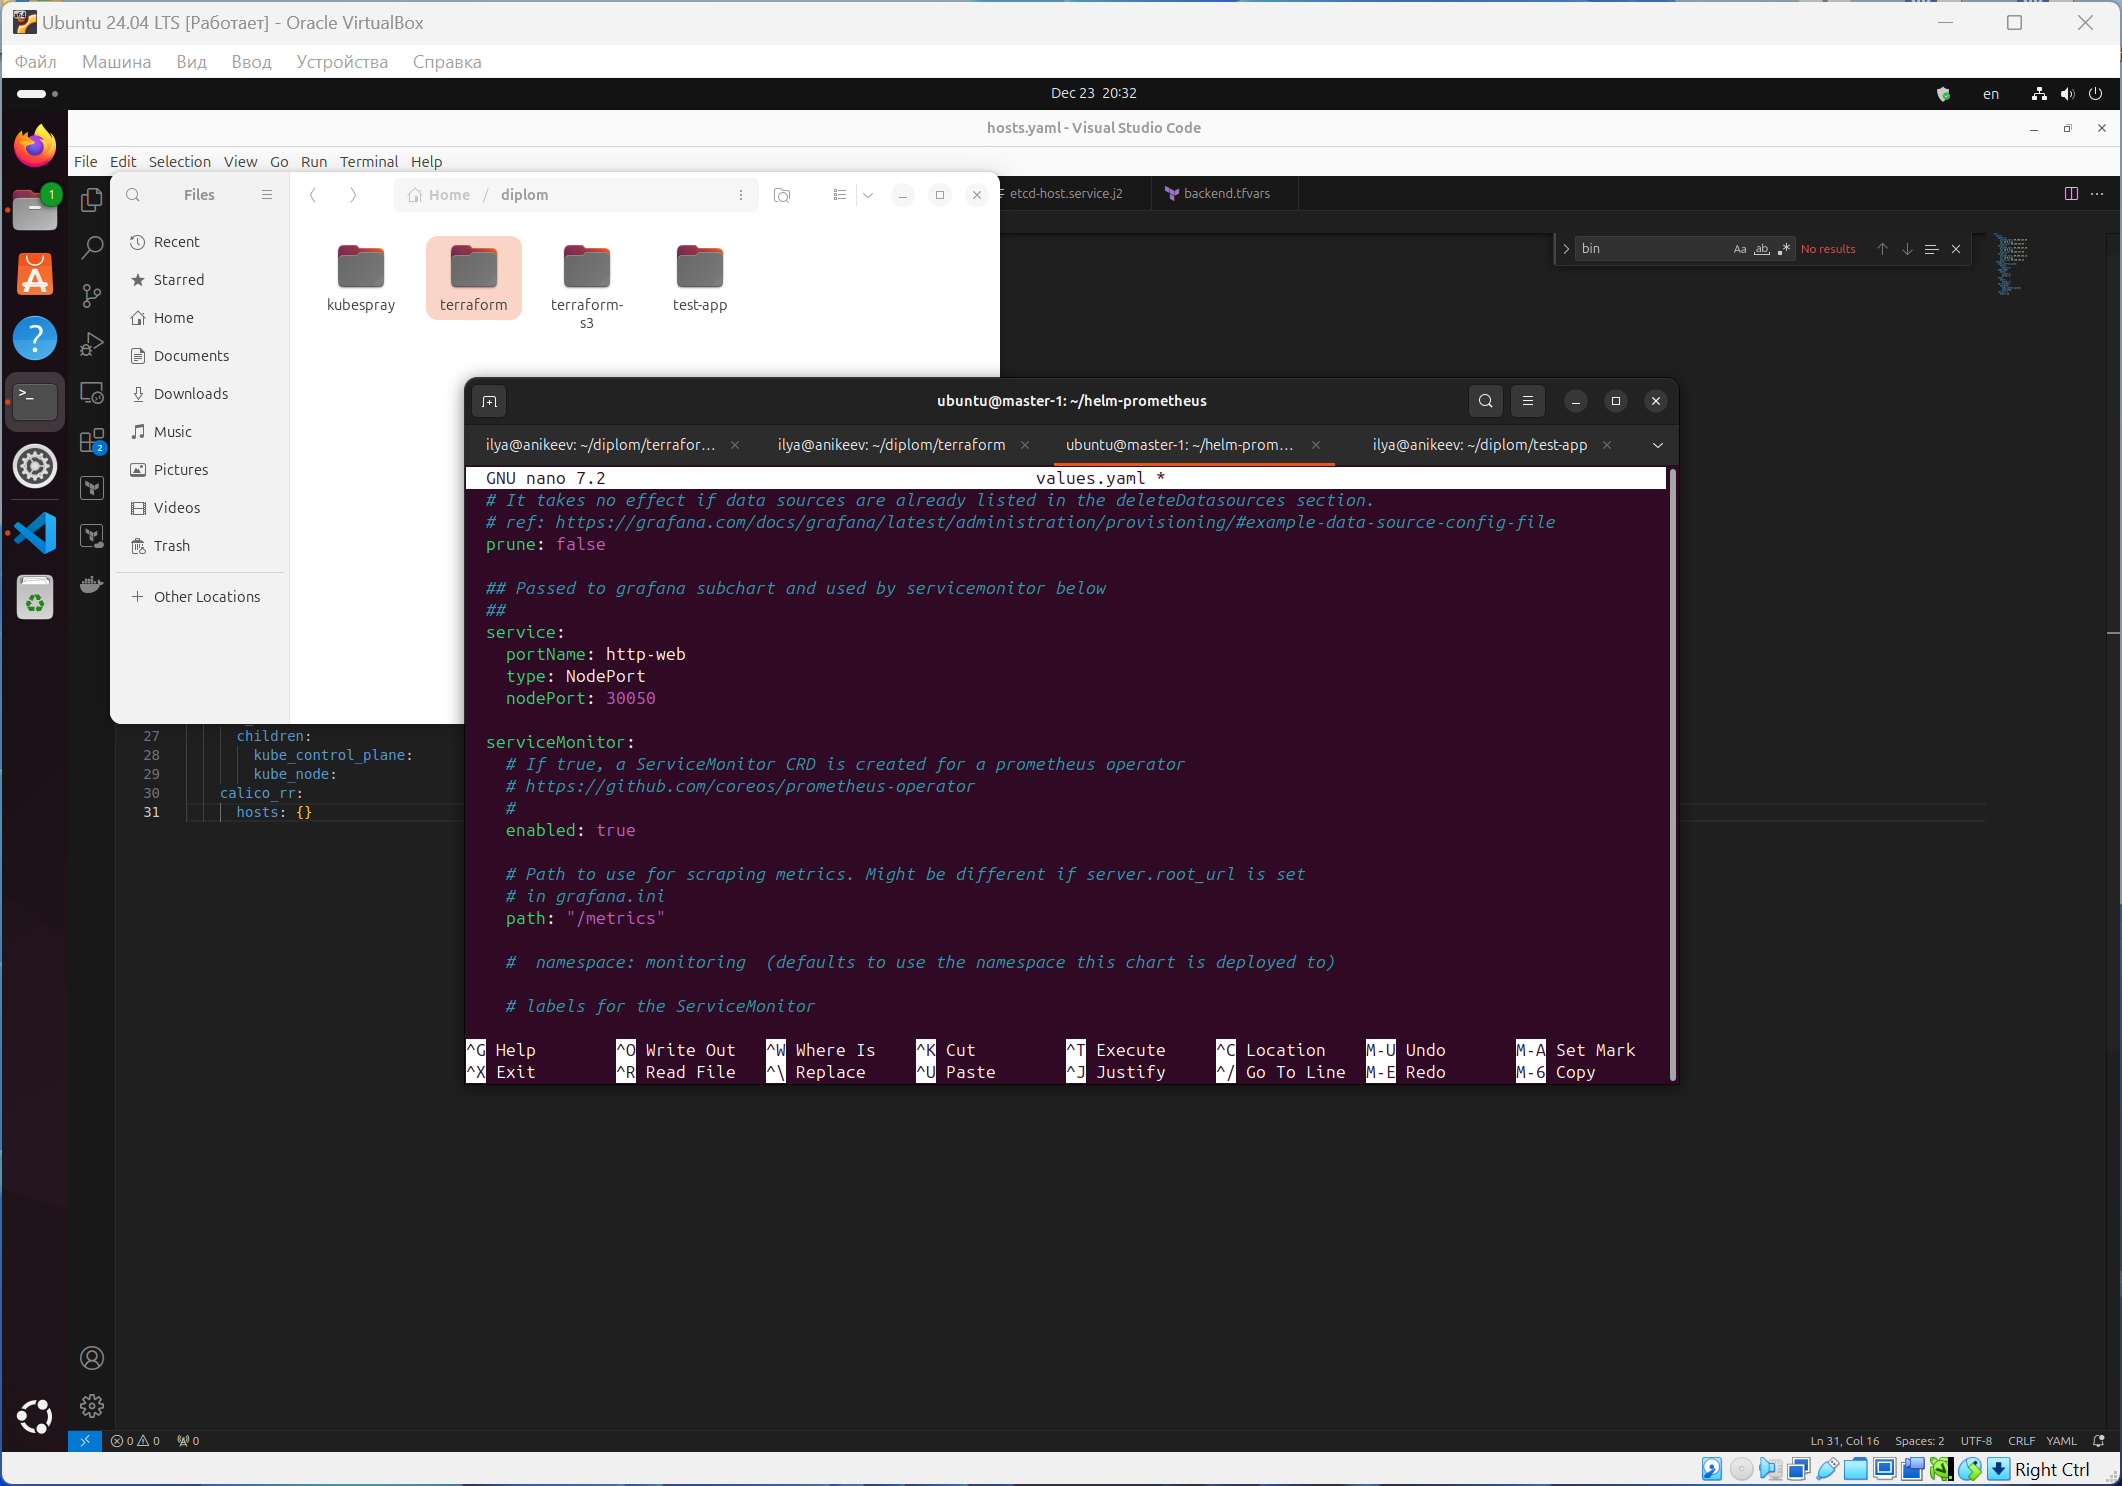 Ubuntu 24.04 LTS [Работает] - Oracle VirtualBox
Файл Машина Вид Ввод Устройства Справка
Dec 23 20:32
en
hosts.yaml - Visual Studio Code
File Edit Selection View Go Run Terminal Help
Files
Home / diplom
etcd-host.service.j2
backend.tfvars
bin
Aa ab .*
No results
1
2
Recent
Starred
Home
Documents
Downloads
Music
Pictures
Videos
Trash
Other Locations
kubespray
terraform
terraform-
s3
test-app
ubuntu@master-1: ~/helm-prometheus
ilya@anikeev: ~/diplom/terrafor...
ilya@anikeev: ~/diplom/terraform
ubuntu@master-1: ~/helm-prom...
ilya@anikeev: ~/diplom/test-app
GNU nano 7.2 values.yaml *
# It takes no effect if data sources are already listed in the deleteDatasources section.
# ref: https://grafana.com/docs/grafana/latest/administration/provisioning/#example-data-source-config-file
prune: false
## Passed to grafana subchart and used by servicemonitor below
##
service:
portName: http-web
type: NodePort
nodePort: 30050
serviceMonitor:
# If true, a ServiceMonitor CRD is created for a prometheus operator
# https://github.com/coreos/prometheus-operator
#
enabled: true
# Path to use for scraping metrics. Might be different if server.root_url is set
# in grafana.ini
path: "/metrics"
# namespace: monitoring (defaults to use the namespace this chart is deployed to)
# labels for the ServiceMonitor
^G Help ^O Write Out ^W Where Is ^K Cut ^T Execute ^C Location M-U Undo M-A Set Mark
^X Exit ^R Read File ^\ Replace ^U Paste ^J Justify ^/ Go To Line M-E Redo M-6 Copy
27 children:
28 kube_control_plane:
29 kube_node:
30 calico_rr:
31 hosts: {}
0 0 0
Ln 31, Col 16 Spaces: 2 UTF-8 CRLF YAML
Right Ctrl